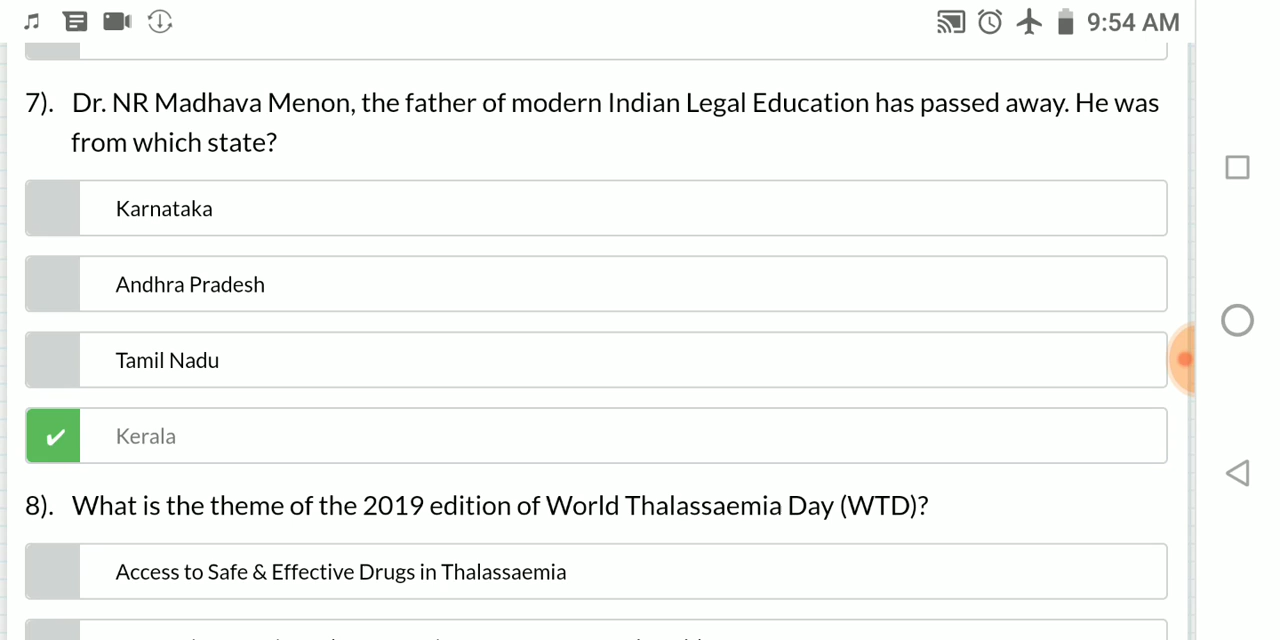 9:54 AM
7). Dr. NR Madhava Menon, the father of modern Indian Legal Education has passed away. He was
from which state?
Karnataka
Andhra Pradesh
Tamil Nadu
Kerala
8). What is the theme of the 2019 edition of World Thalassaemia Day (WTD)?
Access to Safe & Effective Drugs in Thalassaemia